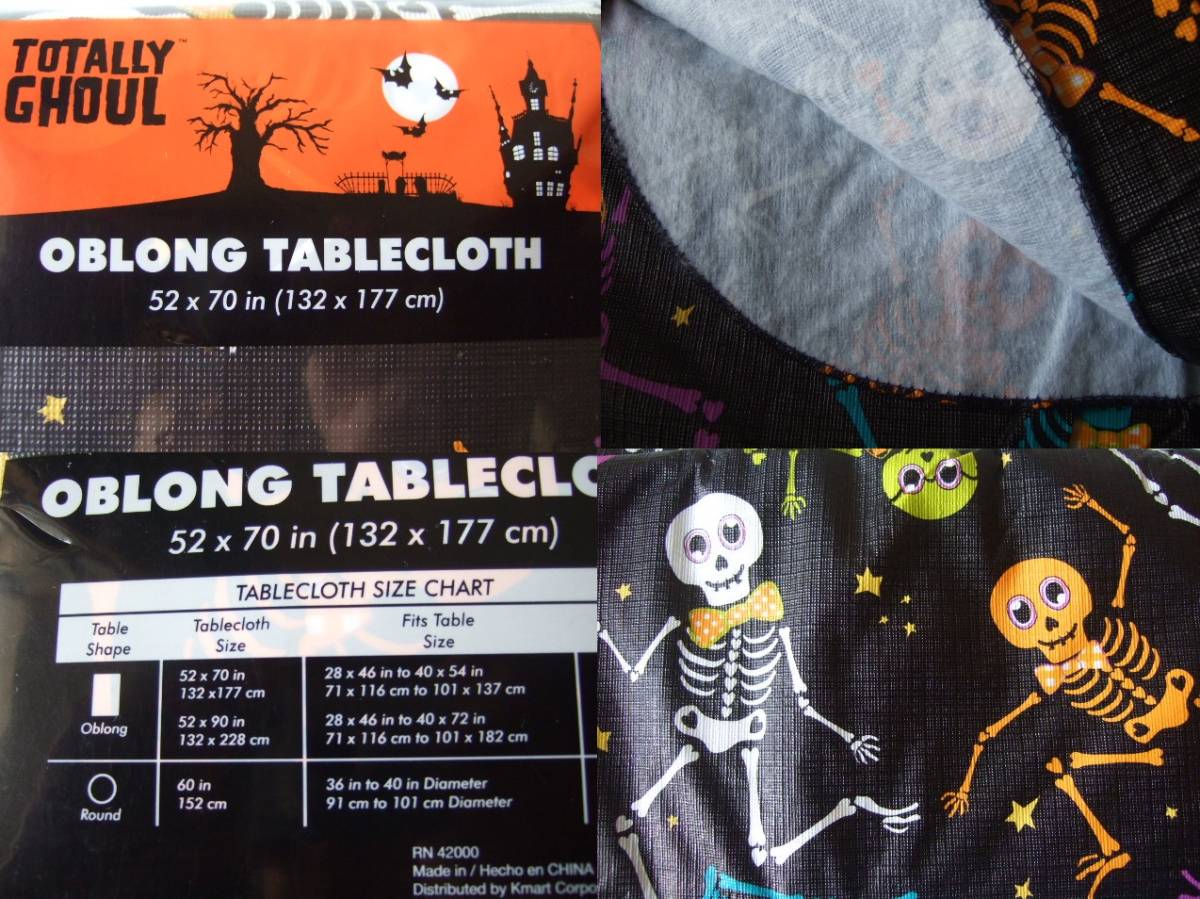 TOTALLY™
GHOUL
OBLONG TABLECLOTH
52 x 70 in (132 x 177 cm)
OBLONG TABLECLO
52 x 70 in (132 x 177 cm)
TABLECLOTH SIZE CHART
Table Shape
Tablecloth Size
Fits Table Size
Oblong
52 x 70 in
132 x177 cm
28 x 46 in to 40 x 54 in
71 x 116 cm to 101 x 137 cm
52 x 90 in
132 x 228 cm
28 x 46 in to 40 x 72 in
71 x 116 cm to 101 x 182 cm
Round
60 in
152 cm
36 in to 40 in Diameter
91 cm to 101 cm Diameter
RN 42000
Made in / Hecho en CHINA
Distributed by Kmart Corpo